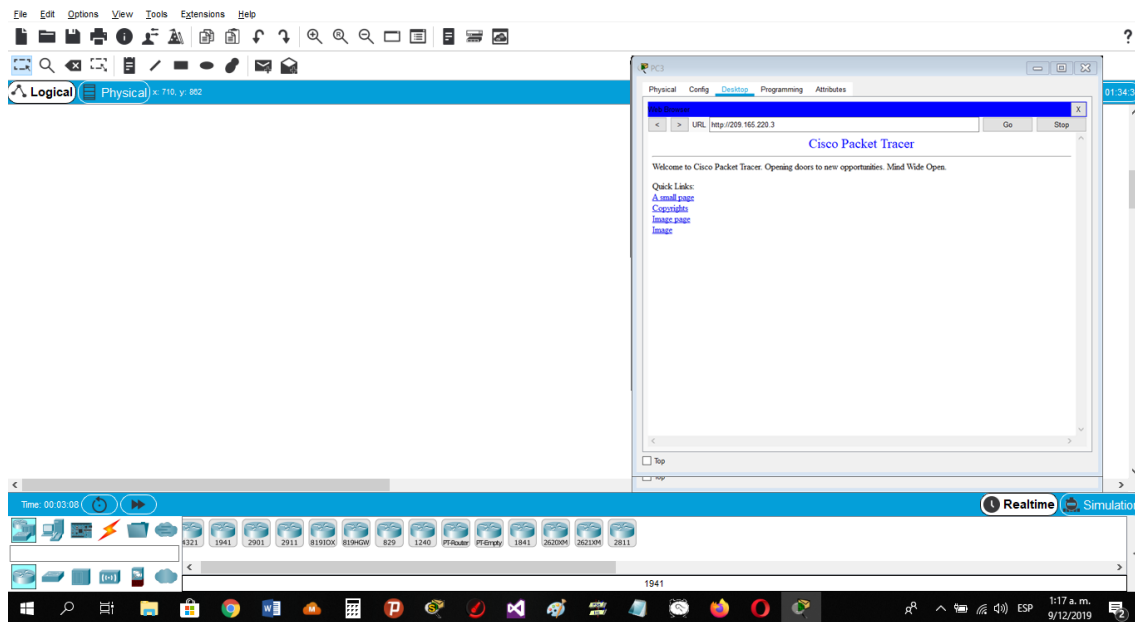 File Edit Options View Tools Extensions Help
?
Logical Physical x: 710, y: 862
01:34:3
PC3
Physical Config Desktop Programming Attributes
X
< > URL http://209.165.220.3 Go Stop
Cisco Packet Tracer
Welcome to Cisco Packet Tracer. Opening doors to new opportunities. Mind Wide Open.
Quick Links:
A small page
Copyrights
Image page
Image
Top
Top
Time: 00:03:08
Realtime Simulation
4321 1941 2901 2911 819IOX 819HGW 829 1240 PT-Router PT-Empty 1841 2620XM 2621XM 2811
1941
ESP
1:17 a. m.
9/12/2019
2